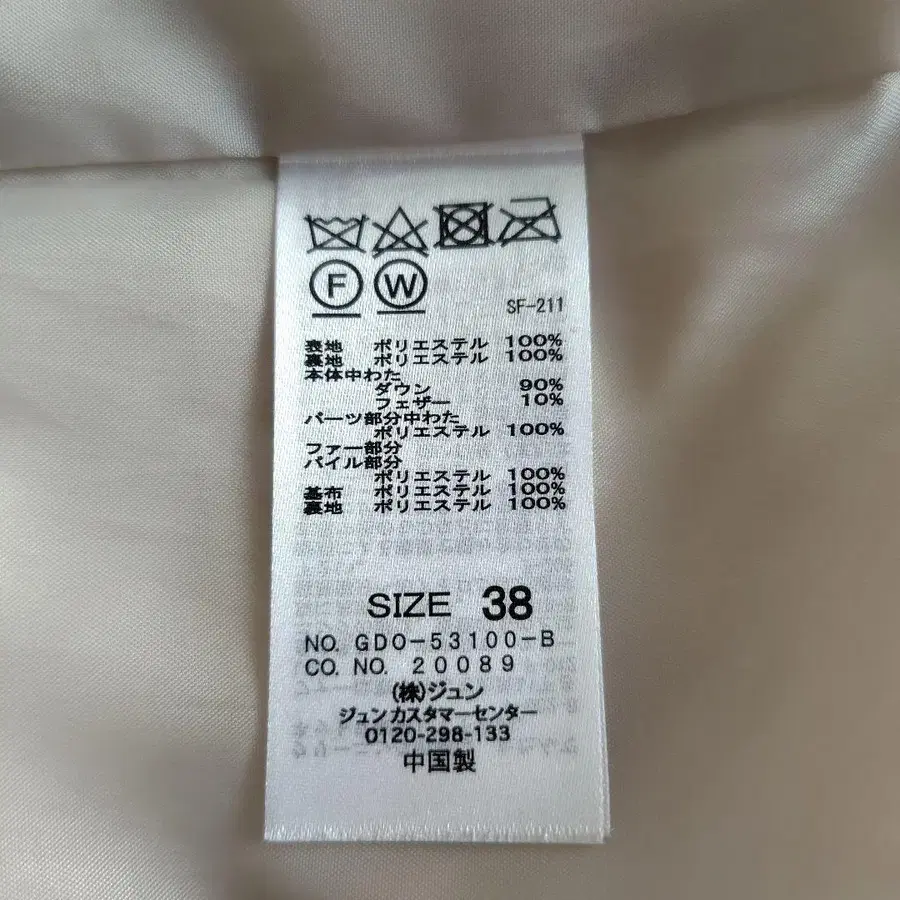 F W
SF-211
表地 ポリエステル 100%
裏地 ポリエステル 100%
本体中わた
ダウン 90%
フェザー 10%
パーツ部分中わた
ポリエステル 100%
ファー部分
パイル部分
ポリエステル 100%
基布 ポリエステル 100%
裏地 ポリエステル 100%
SIZE 38
NO. GDO-53100-B
CO. NO. 20089
(株)ジュン
ジュンカスタマーセンター
0120-298-133
中国製